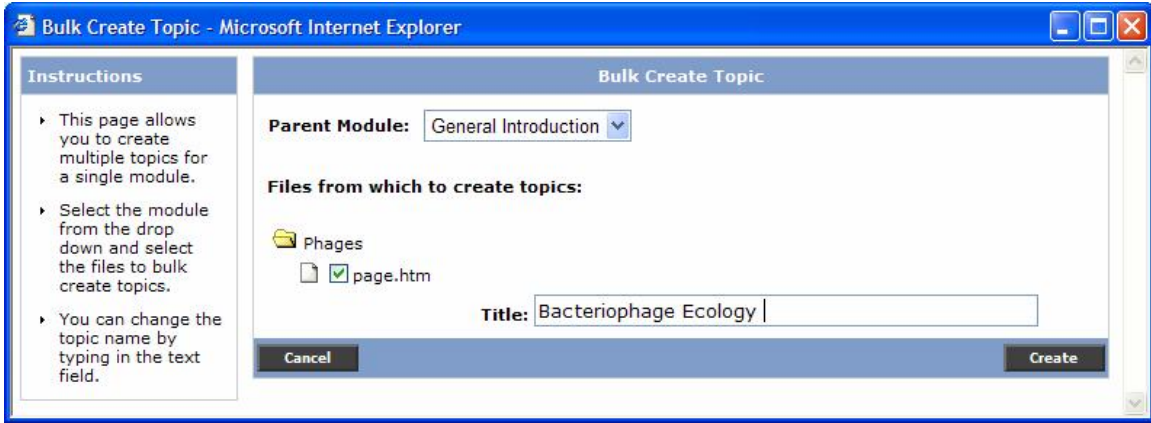 Bulk Create Topic - Microsoft Internet Explorer
Instructions
This page allows
you to create
multiple topics for
a single module.
Select the module
from the drop
down and select
the files to bulk
create topics.
You can change the
topic name by
typing in the text
field.
Bulk Create Topic
Parent Module: General Introduction
Files from which to create topics:
Phages
page.htm
Title: Bacteriophage Ecology
Cancel
Create